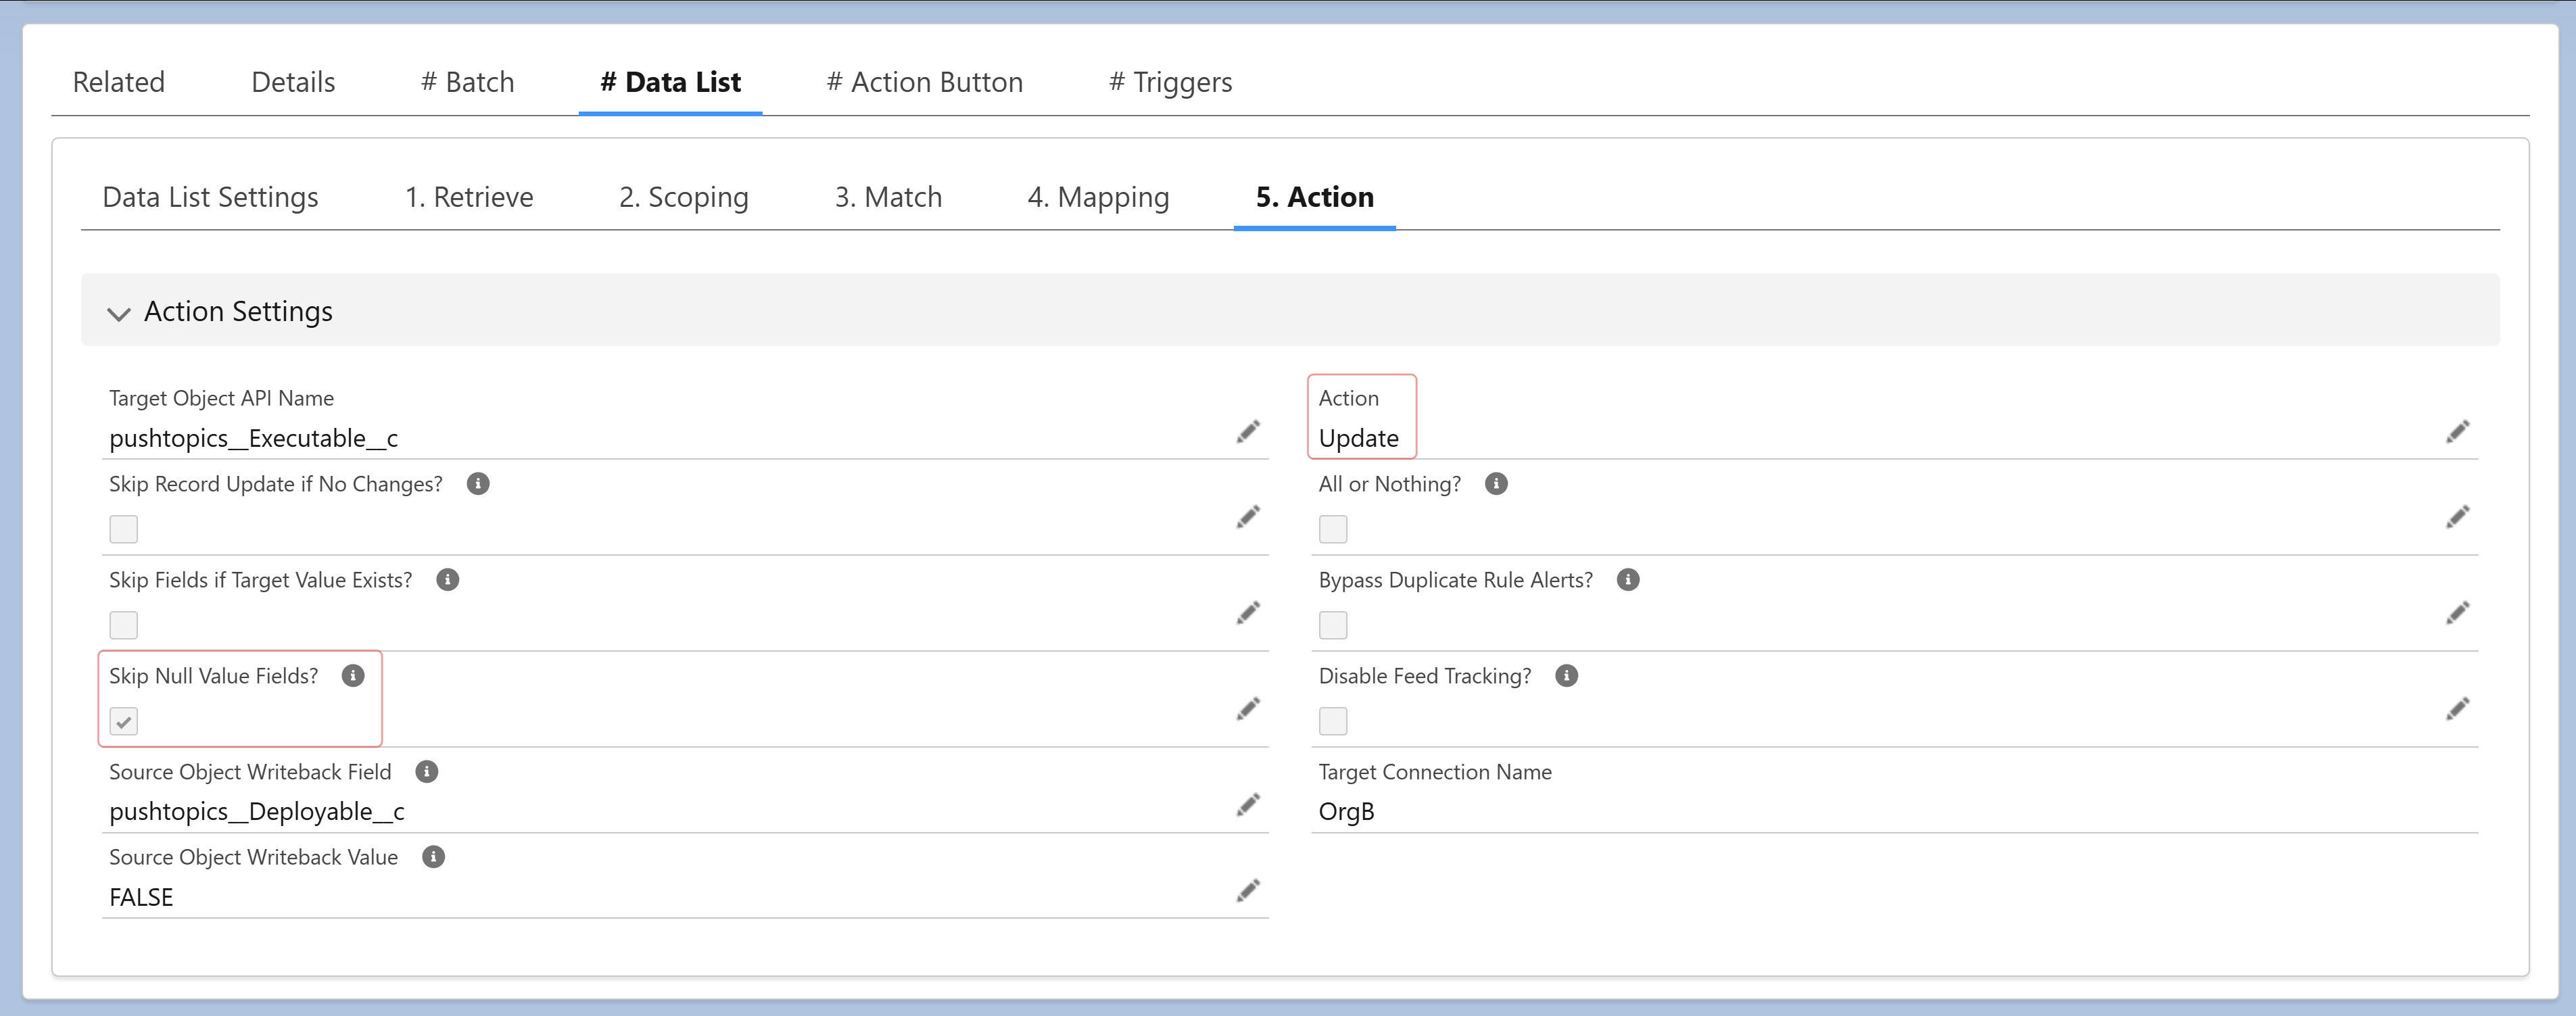 Related Details # Batch # Data List # Action Button # Triggers
Data List Settings 1. Retrieve 2. Scoping 3. Match 4. Mapping 5. Action
Action Settings
Target Object API Name
pushtopics__Executable__c
Action
Update
Skip Record Update if No Changes?
All or Nothing?
Skip Fields if Target Value Exists?
Bypass Duplicate Rule Alerts?
Skip Null Value Fields?
Disable Feed Tracking?
Source Object Writeback Field
pushtopics__Deployable__c
Target Connection Name
OrgB
Source Object Writeback Value
FALSE